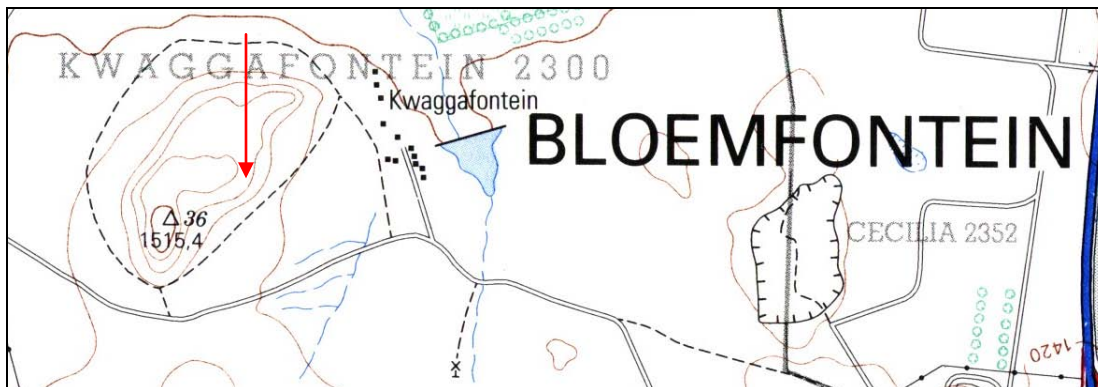 KWAGGAFONTEIN 2300
Kwaggafontein
BLOEMFONTEIN
36
1515,4
CECILIA 2352
1420